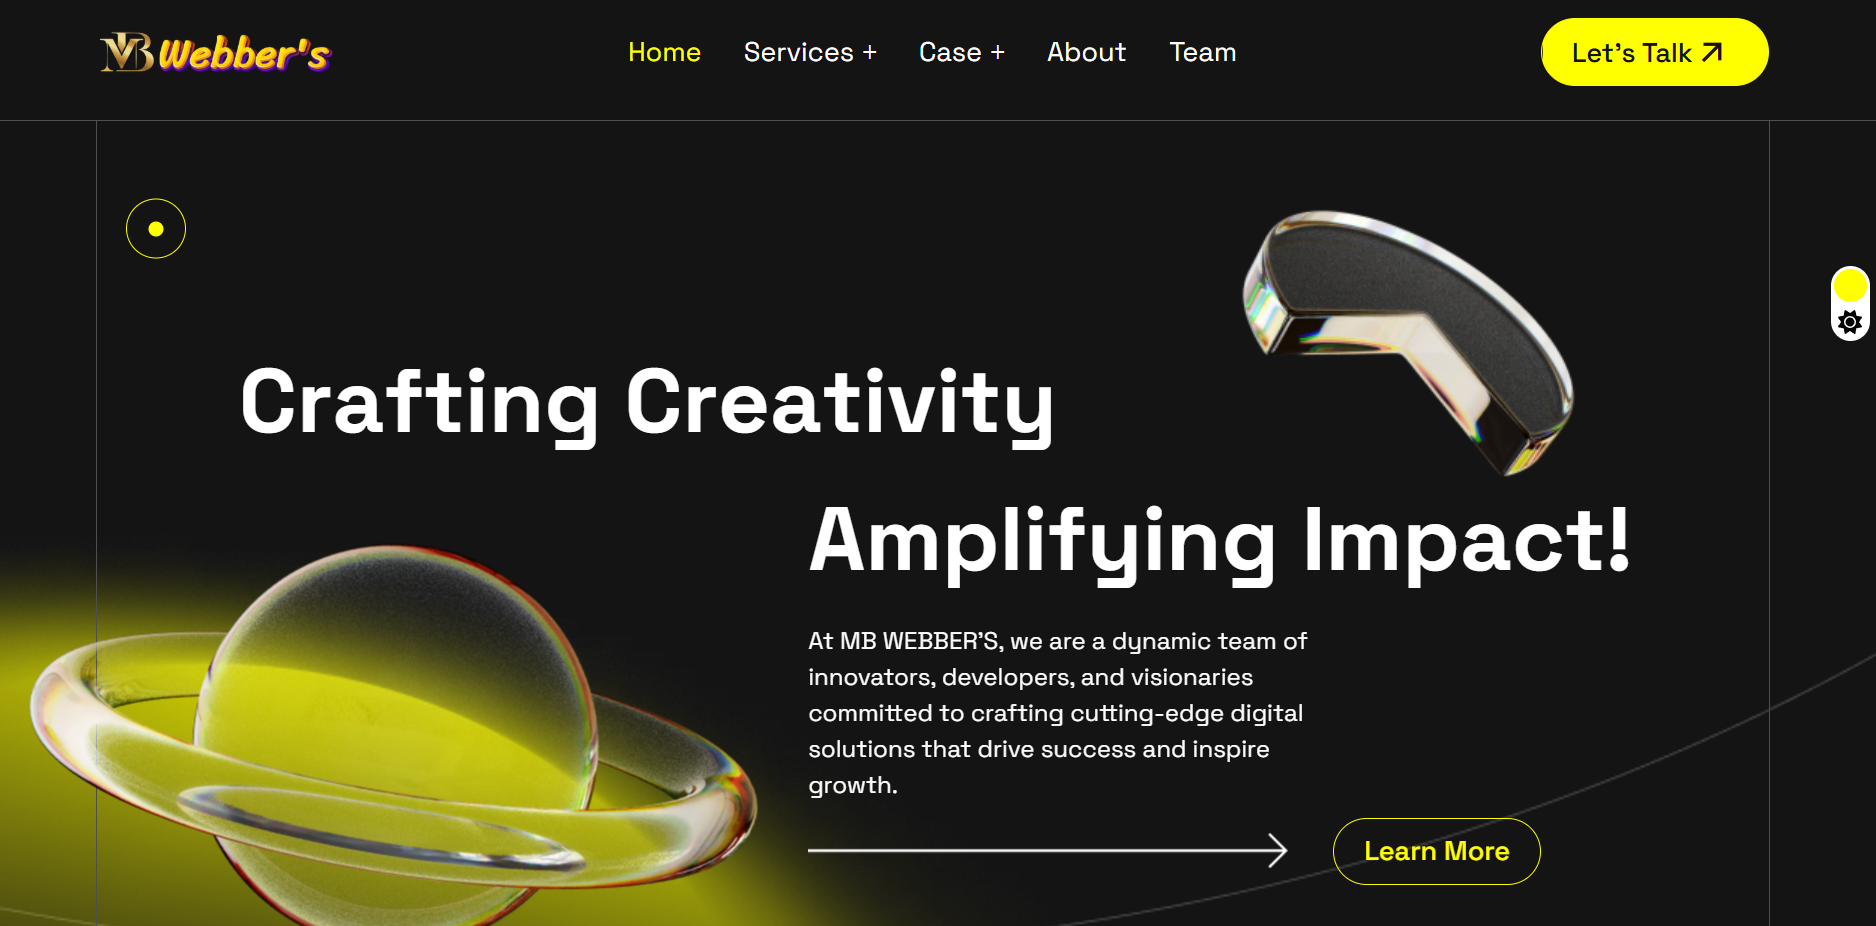 MB Webber's
Home Services + Case + About Team
Let's Talk
Crafting Creativity
Amplifying Impact!
At MB WEBBER'S, we are a dynamic team of
innovators, developers, and visionaries
committed to crafting cutting-edge digital
solutions that drive success and inspire
growth.
Learn More